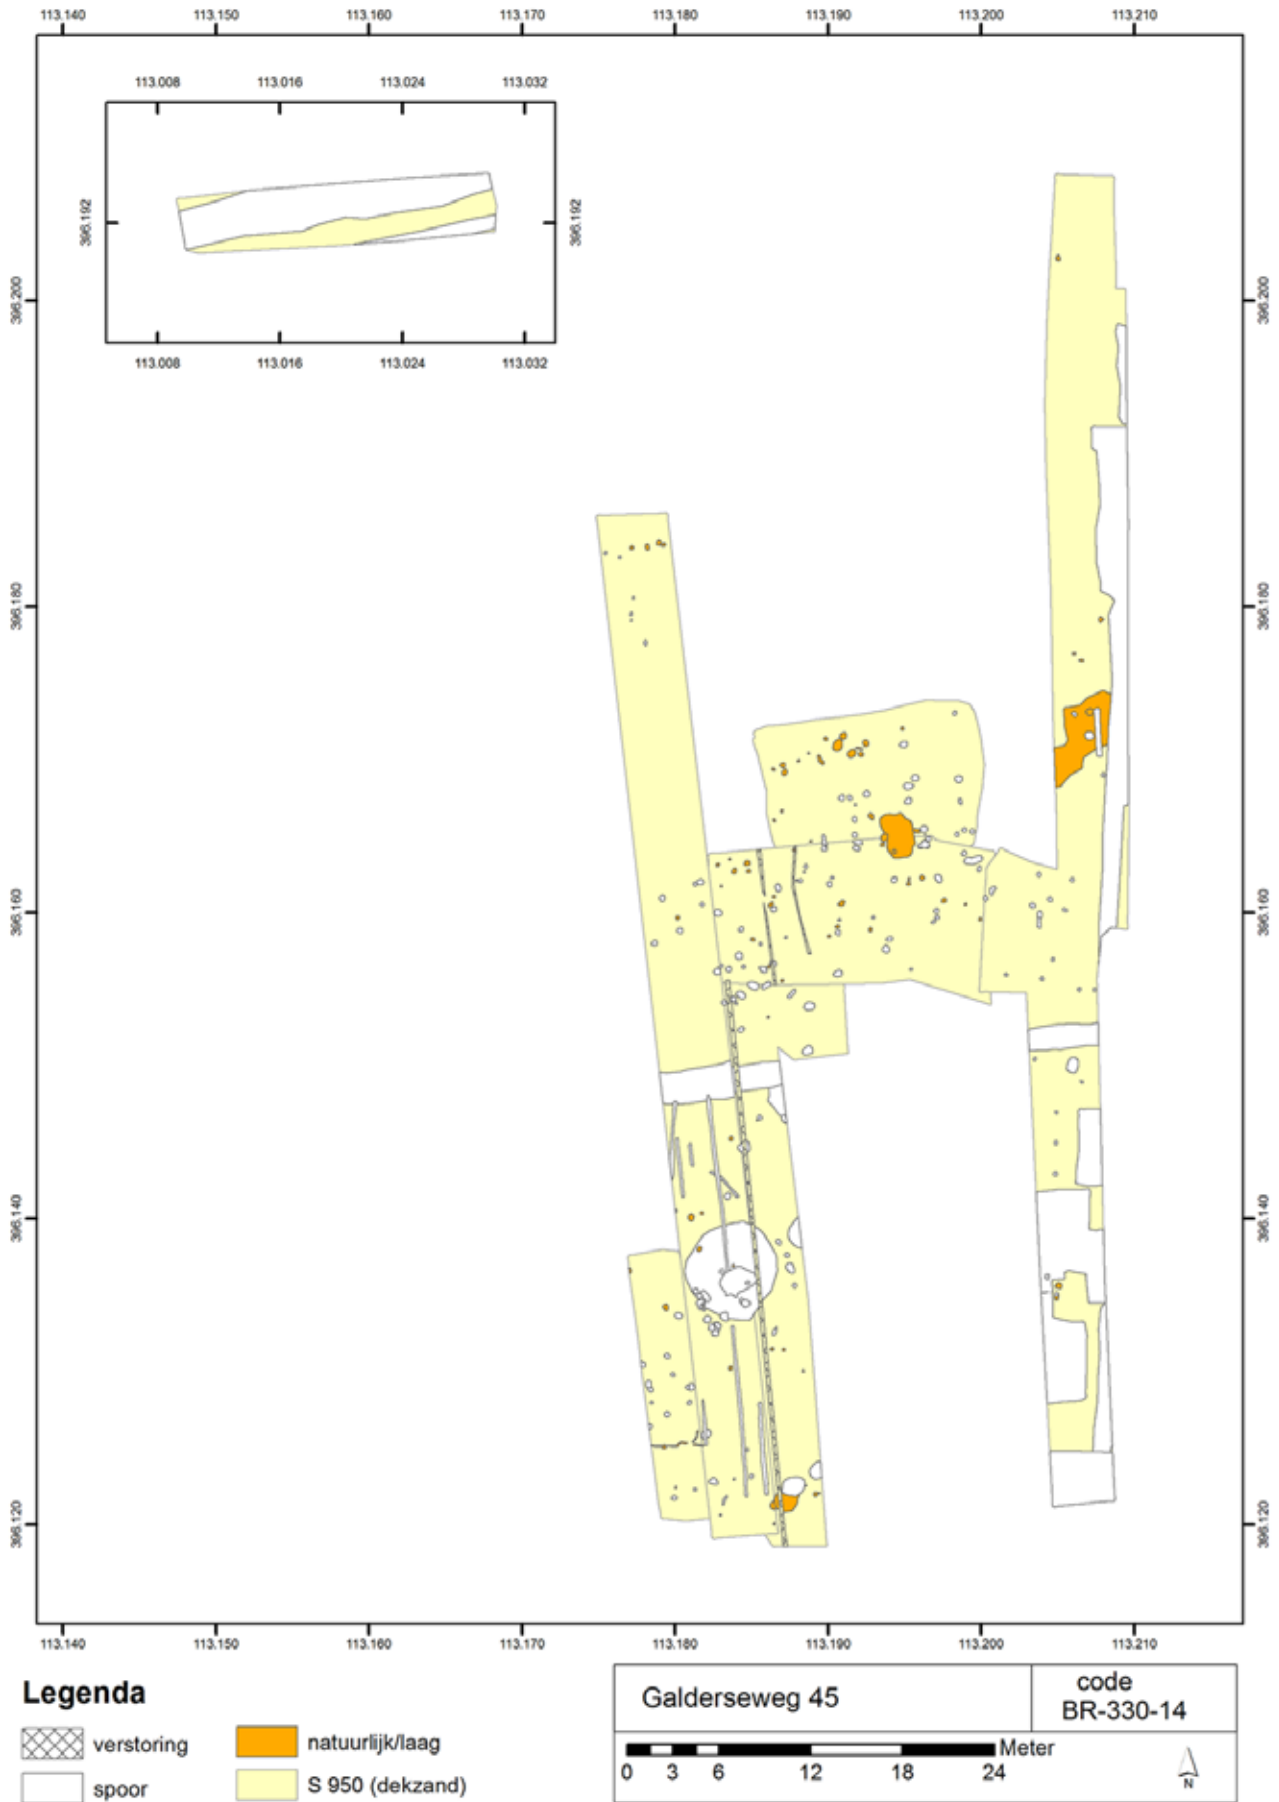 113.140 113.150 113.160 113.170 113.180 113.190 113.200 113.210
113.008 113.016 113.024 113.032
396.192 396.192
113.008 113.016 113.024 113.032
396.200 396.200
396.180 396.180
396.160 396.160
396.140 396.140
396.120 396.120
113.140 113.150 113.160 113.170 113.180 113.190 113.200 113.210
Legenda
verstoring
spoor
natuurlijk/laag
S 950 (dekzand)
Galderseweg 45
code
BR-330-14
Meter
0 3 6 12 18 24
N